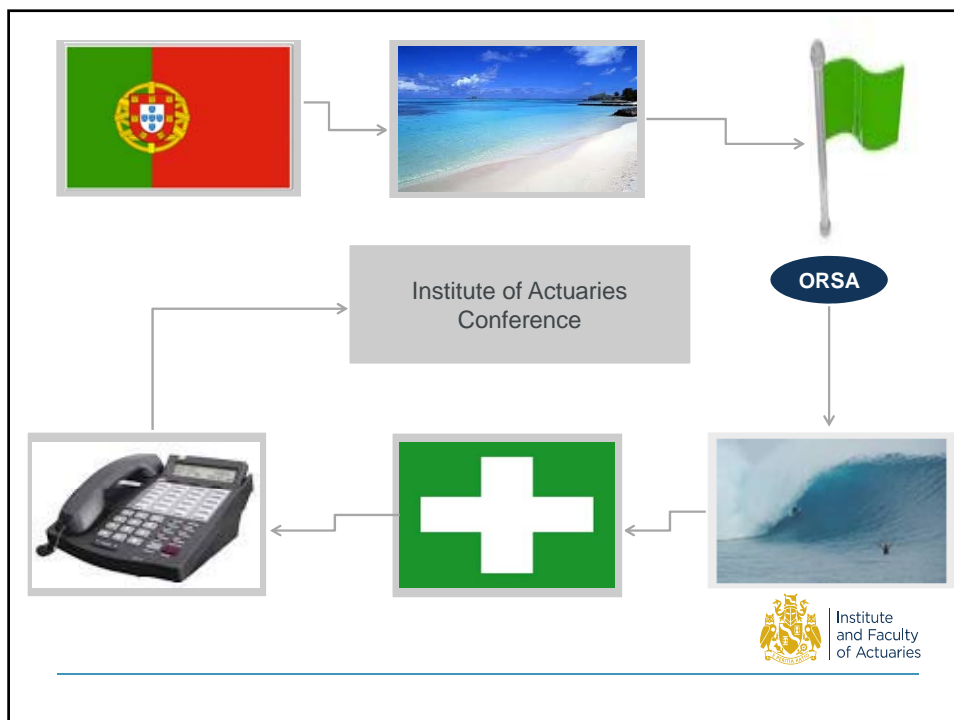 ORSA
Institute of Actuaries
Conference
Institute
and Faculty
of Actuaries